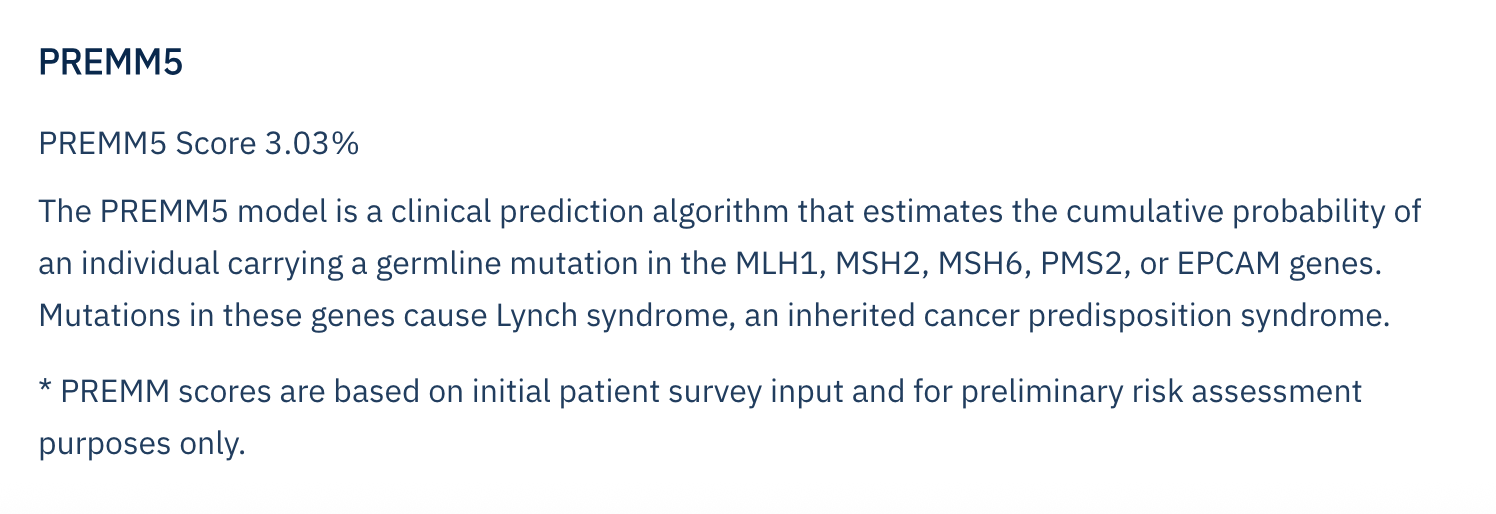 PREMM5
PREMM5 Score 3.03%
The PREMM5 model is a clinical prediction algorithm that estimates the cumulative probability of
an individual carrying a germline mutation in the MLH1, MSH2, MSH6, PMS2, or EPCAM genes.
Mutations in these genes cause Lynch syndrome, an inherited cancer predisposition syndrome.
* PREMM scores are based on initial patient survey input and for preliminary risk assessment
purposes only.